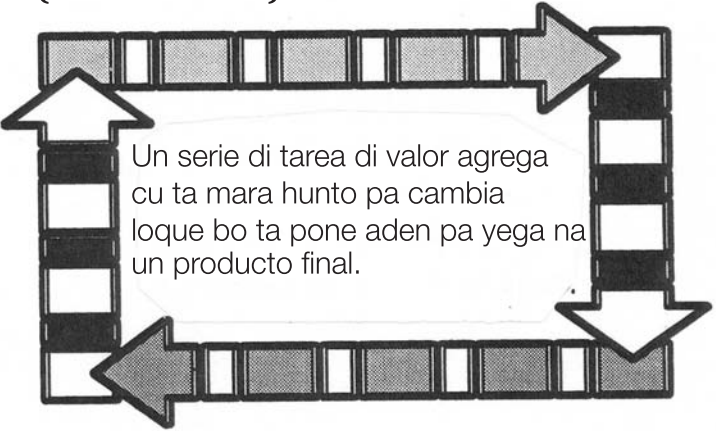 Un serie di tarea di valor agrega
cu ta mara hunto pa cambia
loque bo ta pone aden pa yega na
un producto final.